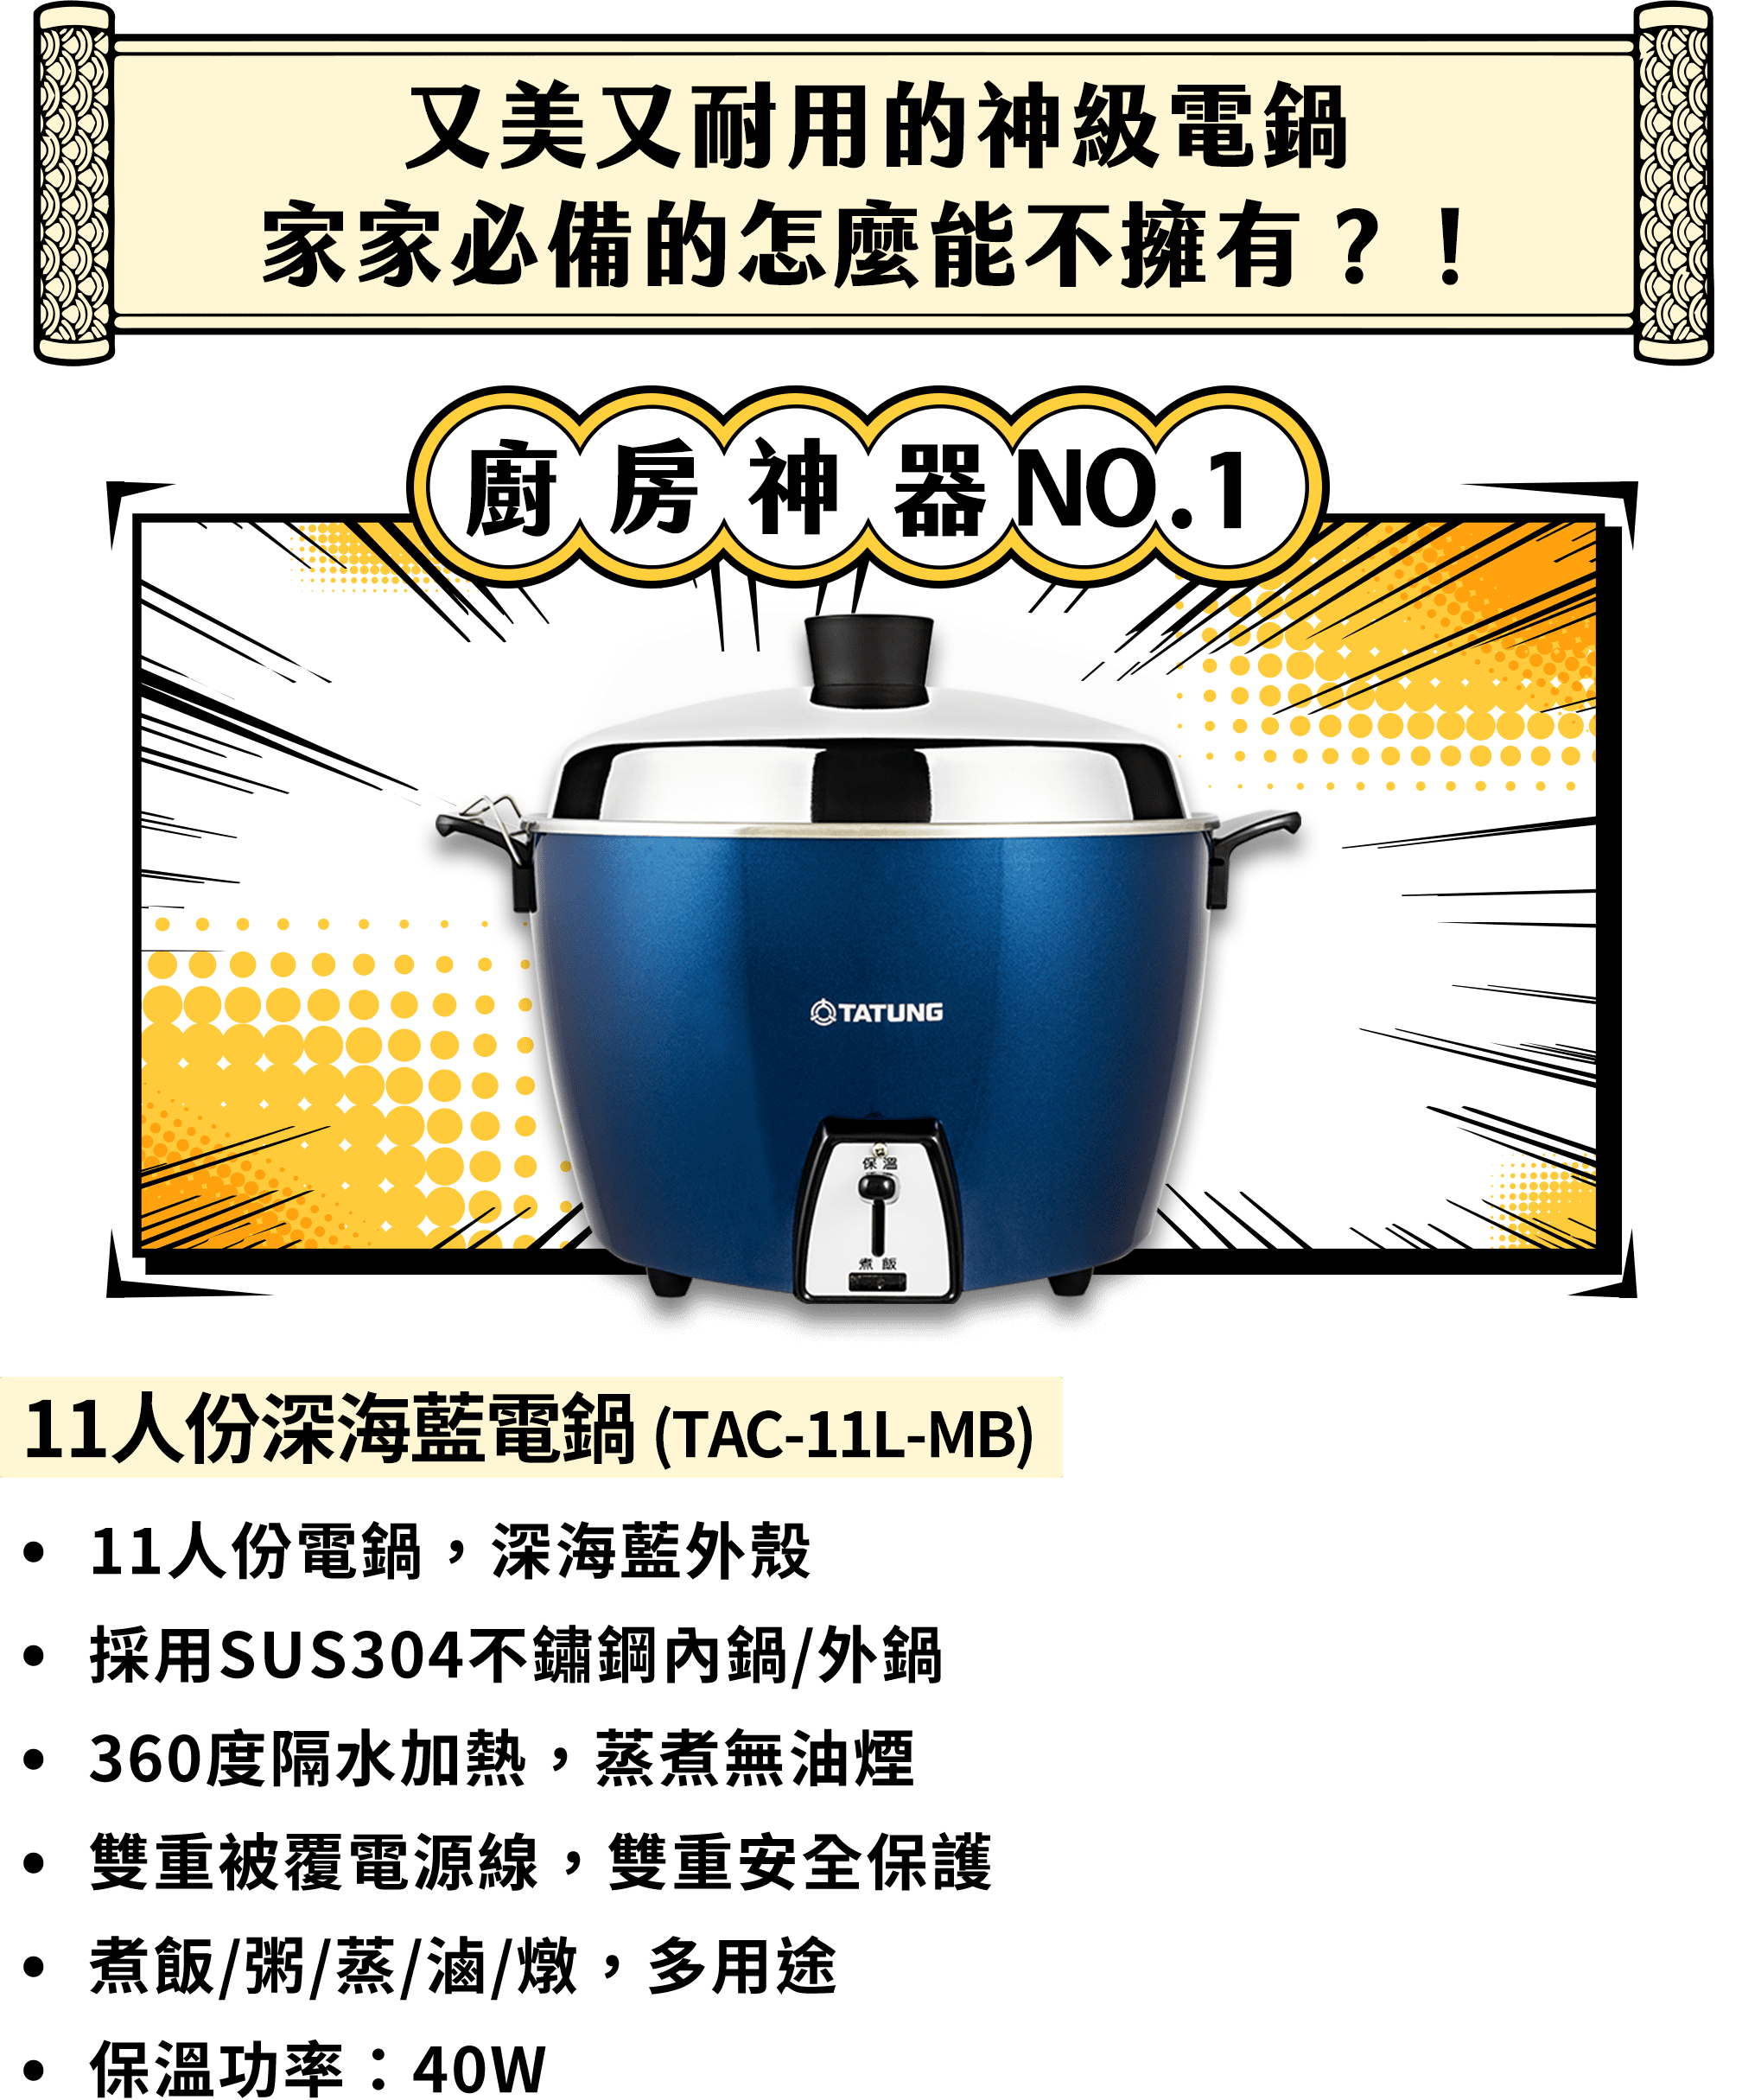 又美又耐用的神級電鍋
家家必備的怎麼能不擁有？！
廚房神器NO.1
TATUNG
保溫
煮飯
11人份深海藍電鍋 (TAC-11L-MB)
• 11人份電鍋，深海藍外殼
• 採用SUS304不鏽鋼內鍋/外鍋
• 360度隔水加熱，蒸煮無油煙
• 雙重被覆電源線，雙重安全保護
• 煮飯/粥/蒸/滷/燉，多用途
• 保溫功率：40W